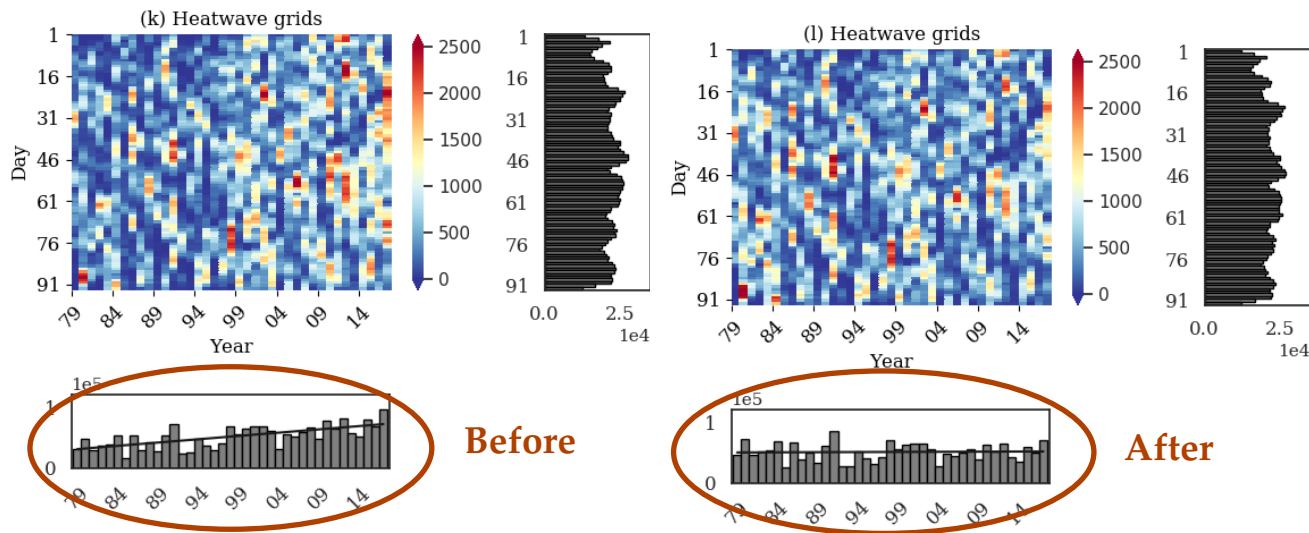 (k) Heatwave grids
1
16
31
46
61
76
91
Day
79 84 89 94 99 04 09 14
Year
2500
2000
1500
1000
500
0
1
16
31
46
61
76
91
0.0 2.5
1e4
1e5
1
0
79 84 89 94 99 04 09 14
Before
(l) Heatwave grids
1
16
31
46
61
76
91
Day
79 84 89 94 99 04 09 14
Year
2500
2000
1500
1000
500
0
1
16
31
46
61
76
91
0.0 2.5
1e4
1e5
1
0
79 84 89 94 99 04 09 14
After